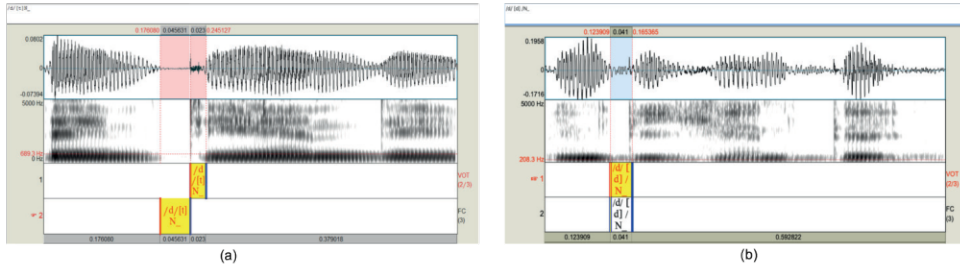 /d/ [t] N_
0.176080 0.045631 0.023 0.245127
0.0802
0
-0.07394
5000 Hz
689.3 Hz
0 Hz
1
/d
/[t]
N_
VOT
(2/3)
2
/d/[t]
N_
FC
(3)
0.176080 0.045631 0.023 0.379018
(a)
/d/ [d] /N_
0.123909 0.041 0.165365
0.1958
0
-0.1716
5000 Hz
208.3 Hz
1
/d/ [
d] /
N_
VOT
(2/3)
2
/d/ [
d] /
N_
FC
(3)
0.123909 0.041 0.592822
(b)